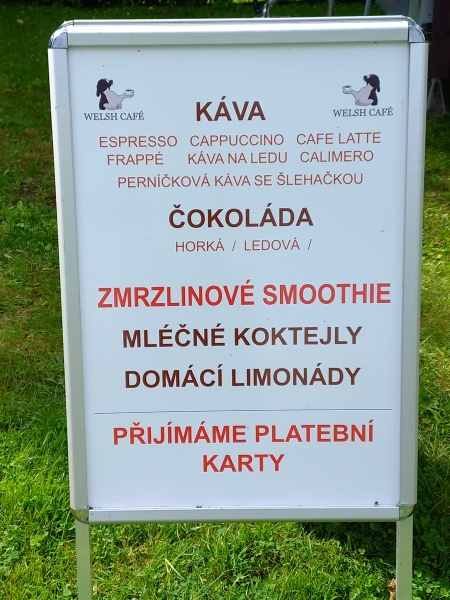 WELSH CAFÉ
WELSH CAFÉ
KÁVA
ESPRESSO CAPPUCCINO CAFE LATTE
FRAPPÉ KÁVA NA LEDU CALIMERO
PERNÍČKOVÁ KÁVA SE ŠLEHAČKOU
ČOKOLÁDA
HORKÁ / LEDOVÁ /
ZMRZLINOVÉ SMOOTHIE
MLÉČNÉ KOKTEJLY
DOMÁCÍ LIMONÁDY
PŘIJÍMÁME PLATEBNÍ
KARTY